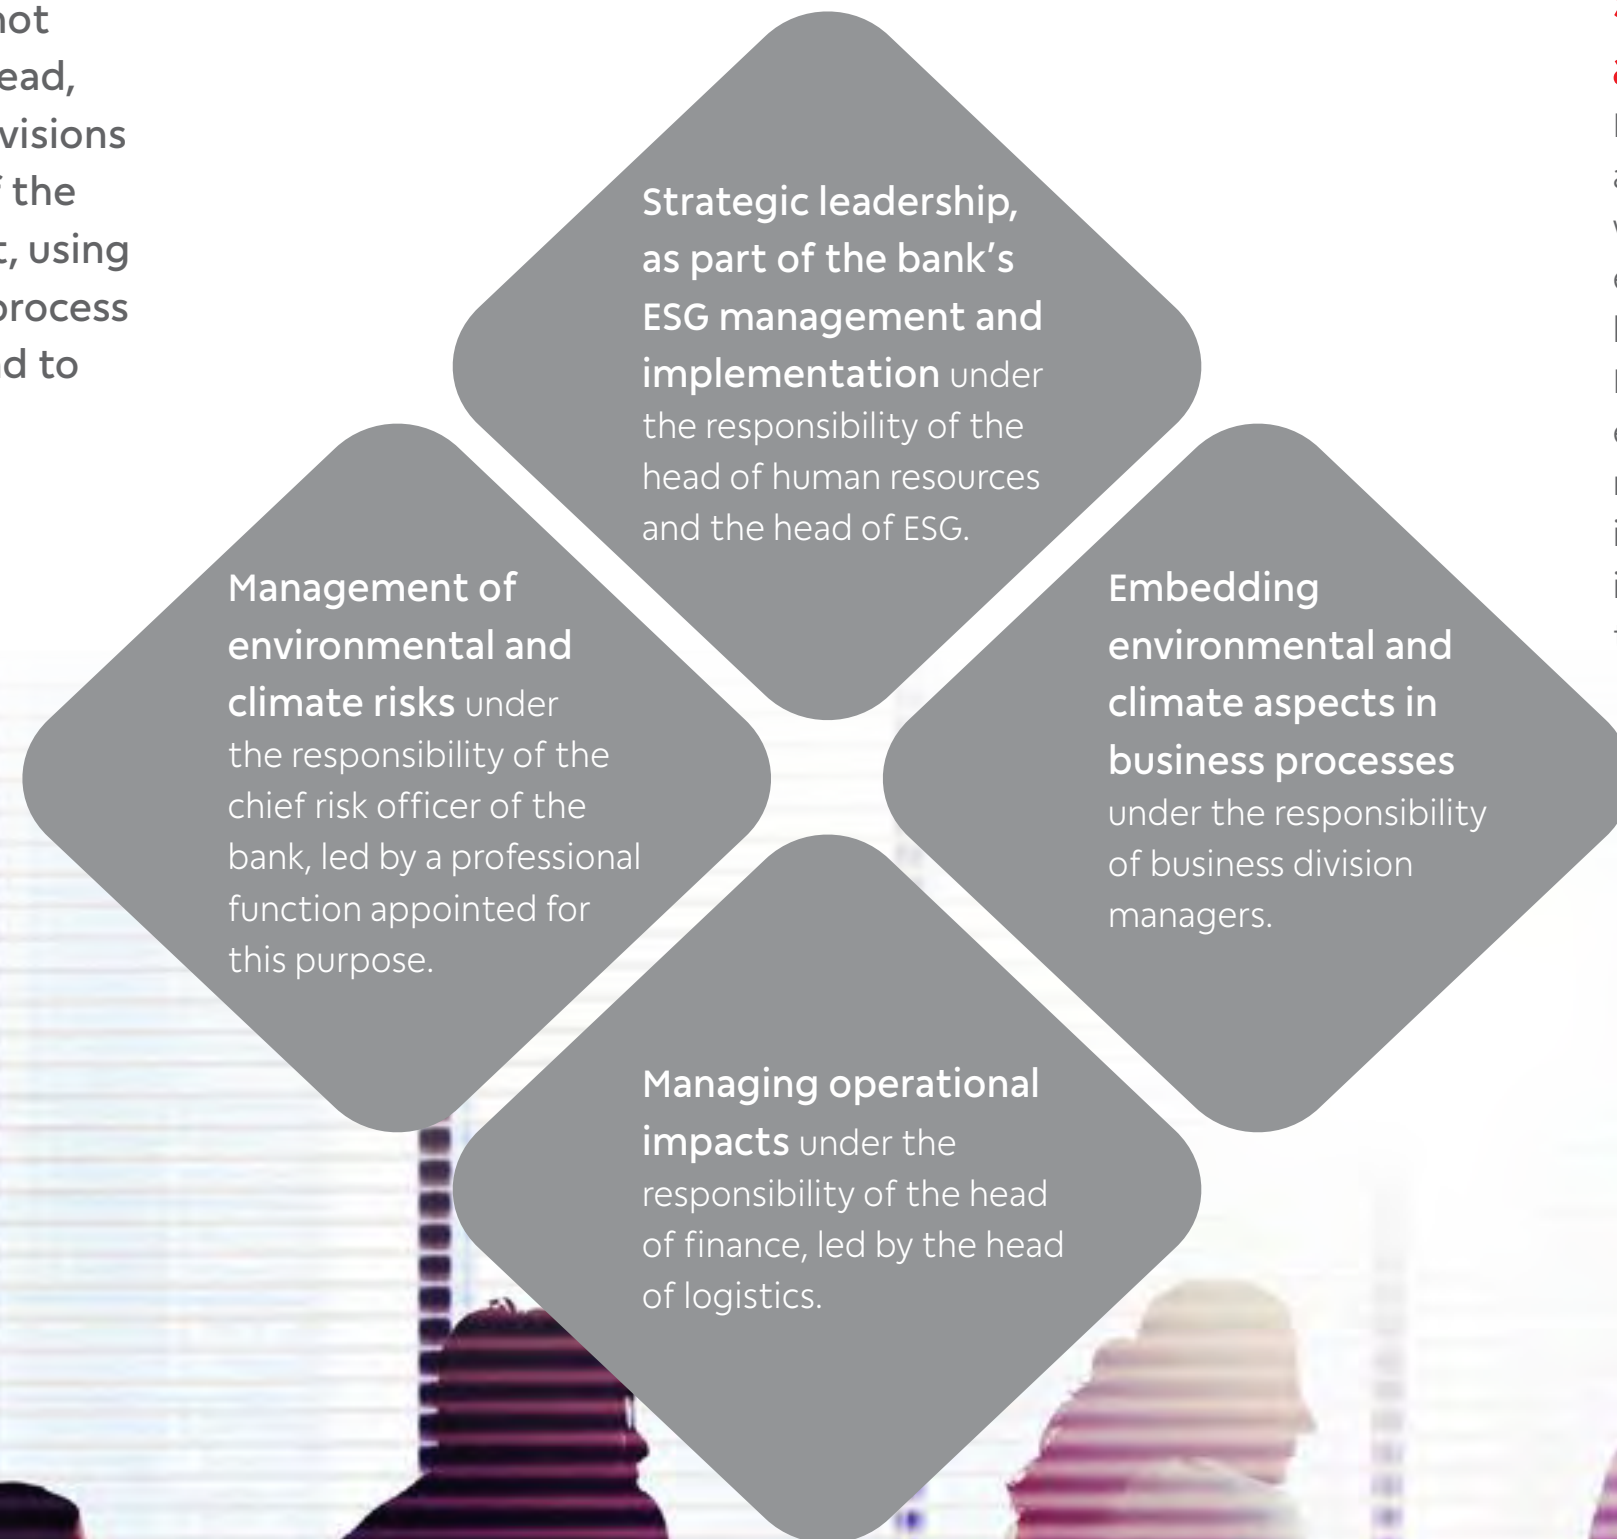 not
visions
the
using
process
to
Strategic leadership,
as part of the bank's
ESG management and
implementation under
the responsibility of the
head of human resources
and the head of ESG.
Management of
environmental and
climate risks under
the responsibility of the
chief risk officer of the
bank, led by a professional
function appointed for
this purpose.
Embedding
environmental and
climate aspects in
business processes
under the responsibility
of business division
managers.
Managing operational
impacts under the
responsibility of the head
of finance, led by the head
of logistics.